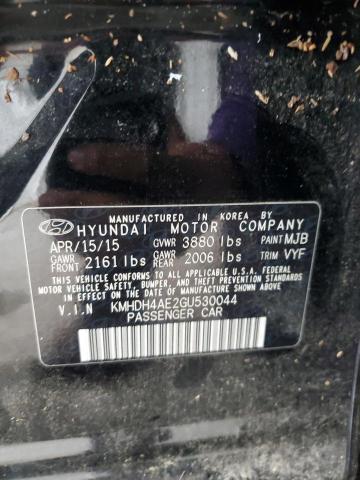 MANUFACTURED IN KOREA BY
HYUNDAI MOTOR COMPANY
APR/15/15 GVWR 3880 lbs PAINT MJB
GAWR FRONT 2161 lbs GAWR REAR 2006 lbs TRIM VYF
THIS VEHICLE CONFORMS TO ALL APPLICABLE U.S.A. FEDERAL
MOTOR VEHICLE SAFETY, BUMPER, AND THEFT PREVENTION STANDARDS
IN EFFECT ON THE DATE OF MANUFACTURE SHOWN ABOVE.
V.I.N KMHDH4AE2GU530044
PASSENGER CAR